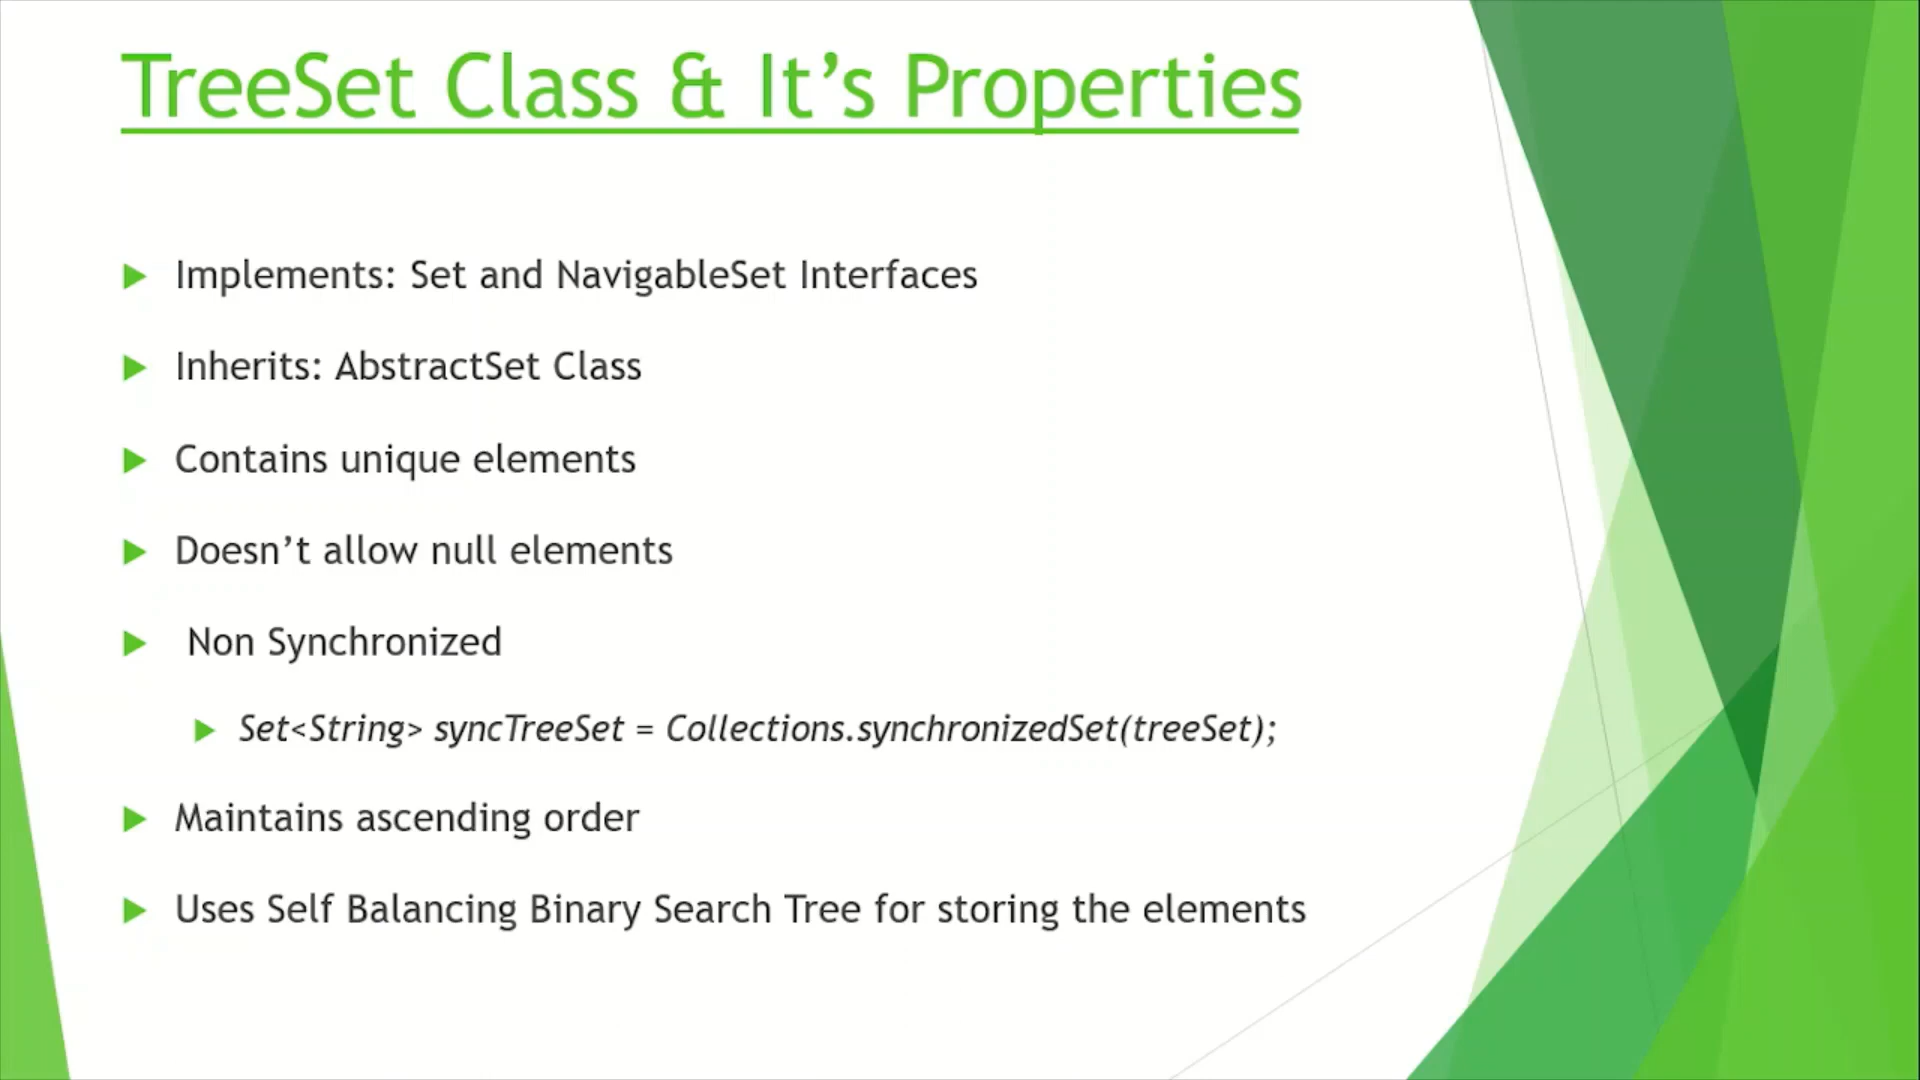 TreeSet Class & It’s Properties
Implements: Set and NavigableSet Interfaces
Inherits: AbstractSet Class
Contains unique elements
Doesn’t allow null elements
Non Synchronized
Set<String> syncTreeSet = Collections.synchronizedSet(treeSet);
Maintains ascending order
Uses Self Balancing Binary Search Tree for storing the elements